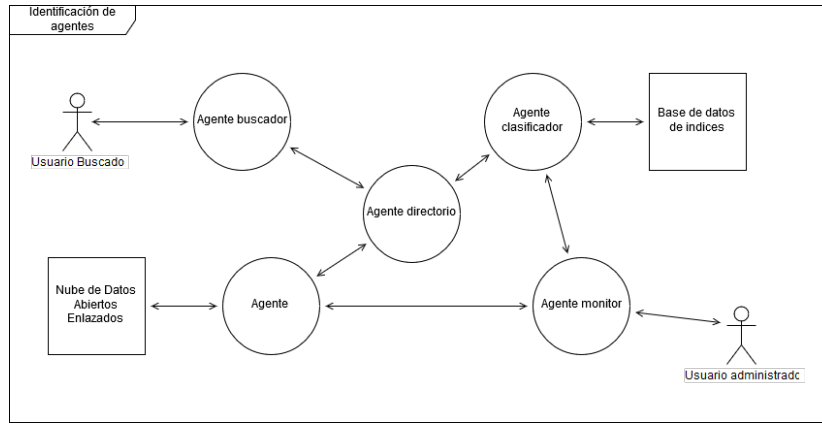 Identificación de
agentes
Agente buscador
Agente
clasificador
Base de datos
de indices
Usuario Buscado
Agente directorio
Nube de Datos
Abiertos
Enlazados
Agente
Agente monitor
Usuario administradc